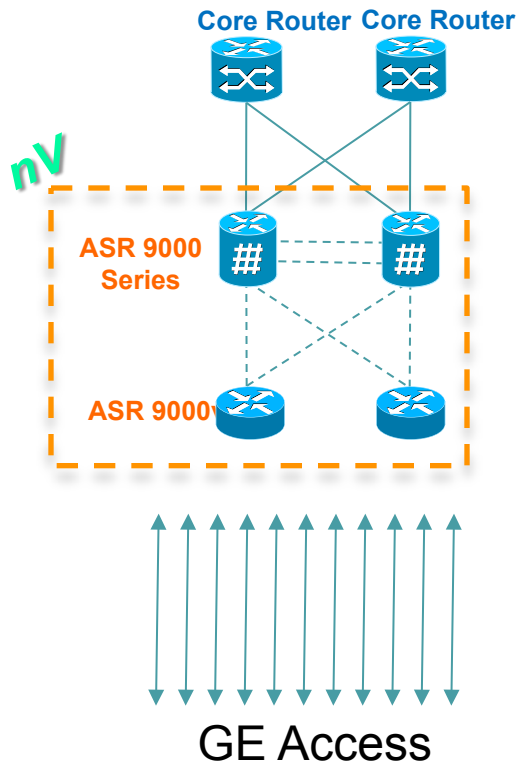 Core Router Core Router
nV
ASR 9000
Series
#
#
ASR 9000v
GE Access